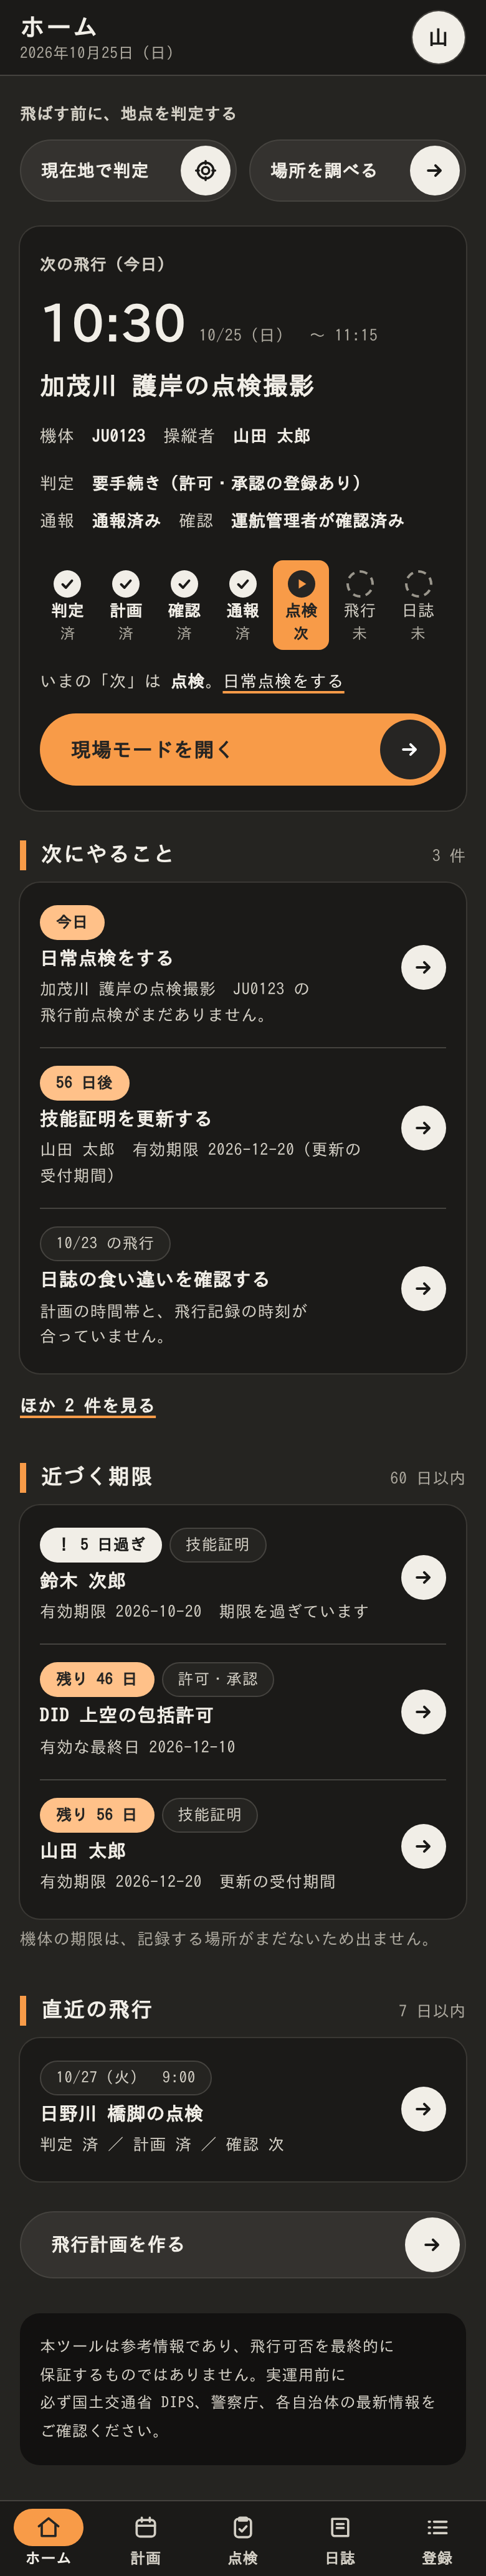 ホーム
2026年10月25日（日）
山
飛ばす前に、地点を判定する
現在地で判定
場所を調べる
次の飛行（今日）
10:30 10/25（日） ～ 11:15
加茂川 護岸の点検撮影
機体 JU0123 操縦者 山田 太郎
判定 要手続き（許可・承認の登録あり）
通報 通報済み 確認 運航管理者が確認済み
判定 計画 確認 通報 点検 飛行 日誌
済 済 済 済 次 未 未
いまの「次」は 点検。日常点検をする
現場モードを開く
次にやること
3 件
今日
日常点検をする
加茂川 護岸の点検撮影 JU0123 の
飛行前点検がまだありません。
56 日後
技能証明を更新する
山田 太郎 有効期限 2026-12-20（更新の
受付期間）
10/23 の飛行
日誌の食い違いを確認する
計画の時間帯と、飛行記録の時刻が
合っていません。
ほか 2 件を見る
近づく期限
60 日以内
！ 5 日過ぎ 技能証明
鈴木 次郎
有効期限 2026-10-20 期限を過ぎています
残り 46 日 許可・承認
DID 上空の包括許可
有効な最終日 2026-12-10
残り 56 日 技能証明
山田 太郎
有効期限 2026-12-20 更新の受付期間
機体の期限は、記録する場所がまだないため出ません。
直近の飛行
7 日以内
10/27（火） 9:00
日野川 橋脚の点検
判定 済 ／ 計画 済 ／ 確認 次
飛行計画を作る
本ツールは参考情報であり、飛行可否を最終的に
保証するものではありません。実運用前に
必ず国土交通省 DIPS、警察庁、各自治体の最新情報を
ご確認ください。
ホーム 計画 点検 日誌 登録